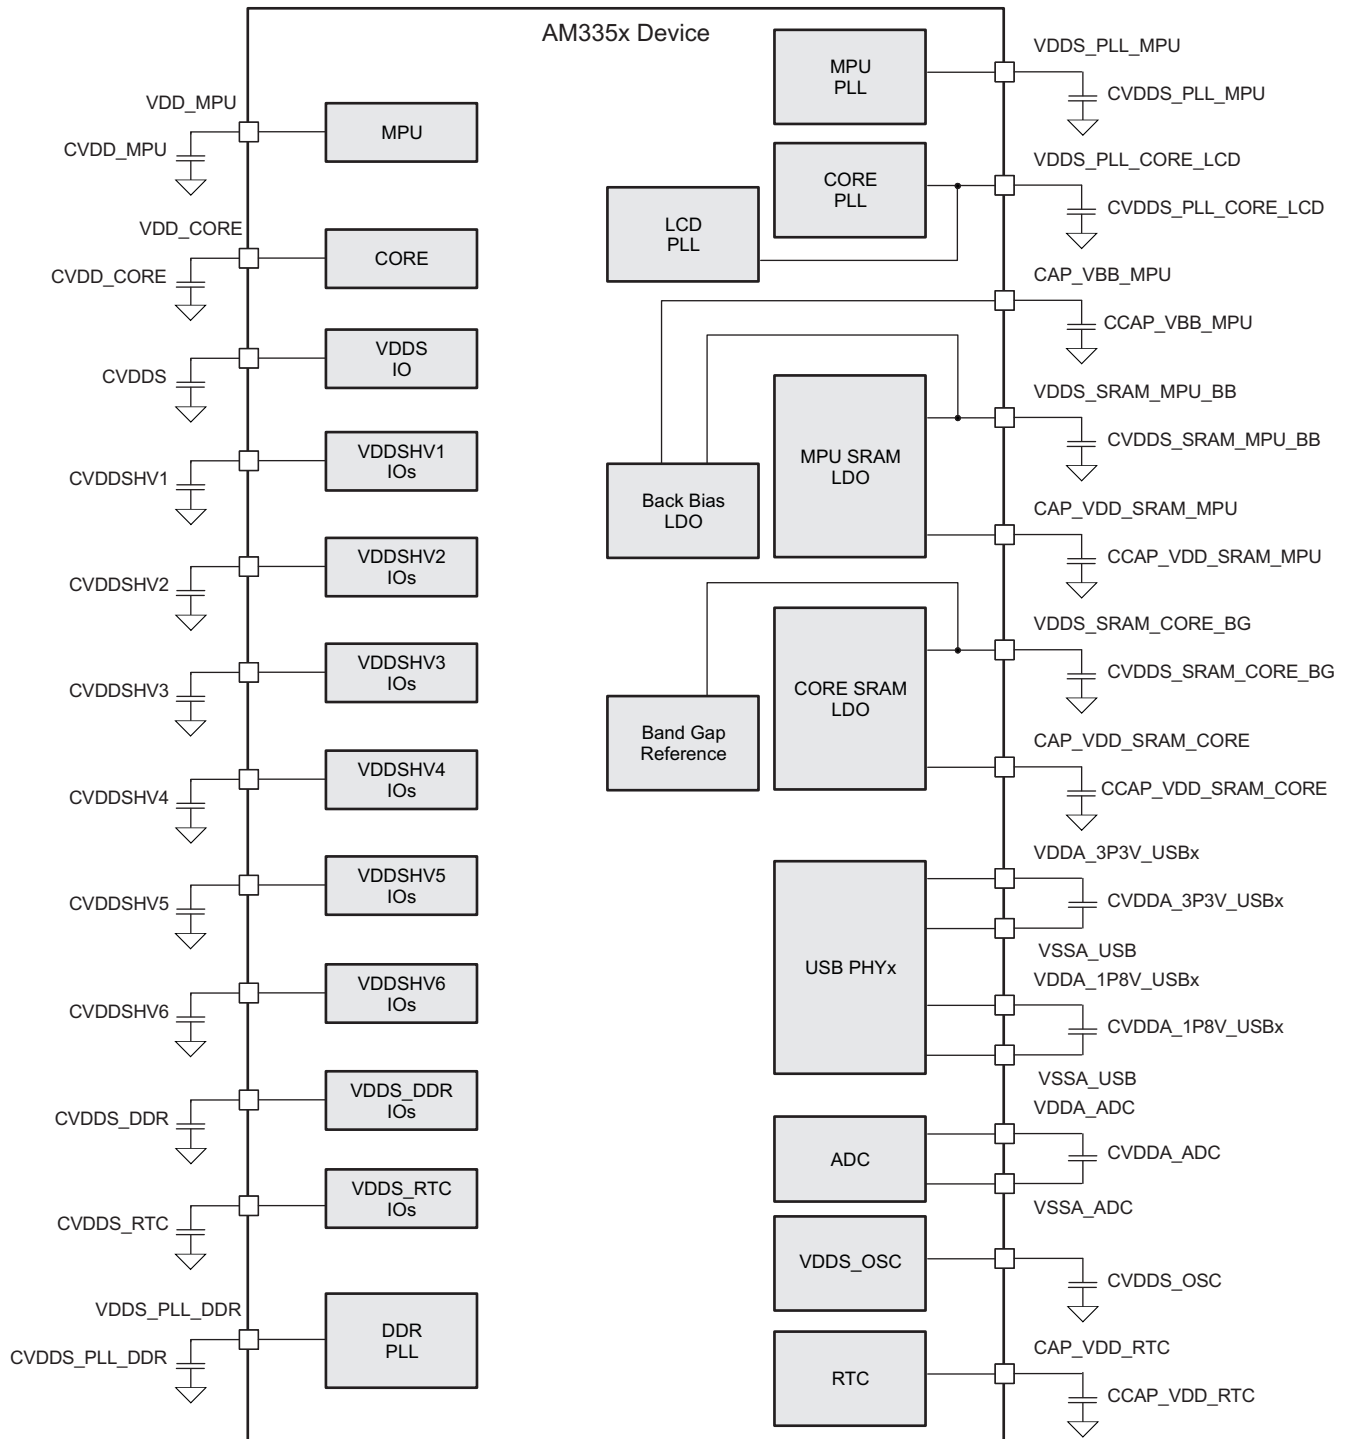 AM335x Device
VDD_MPU
CVDD_MPU
MPU
VDD_CORE
CVDD_CORE
CORE
CVDDS
VDDS
IO
CVDDSHV1
VDDSHV1
IOs
CVDDSHV2
VDDSHV2
IOs
CVDDSHV3
VDDSHV3
IOs
CVDDSHV4
VDDSHV4
IOs
CVDDSHV5
VDDSHV5
IOs
CVDDSHV6
VDDSHV6
IOs
CVDDS_DDR
VDDS_DDR
IOs
CVDDS_RTC
VDDS_RTC
IOs
VDDS_PLL_DDR
CVDDS_PLL_DDR
DDR
PLL
MPU
PLL
VDDS_PLL_MPU
CVDDS_PLL_MPU
CORE
PLL
LCD
PLL
VDDS_PLL_CORE_LCD
CVDDS_PLL_CORE_LCD
CAP_VBB_MPU
CCAP_VBB_MPU
MPU SRAM
LDO
Back Bias
LDO
VDDS_SRAM_MPU_BB
CVDDS_SRAM_MPU_BB
CAP_VDD_SRAM_MPU
CCAP_VDD_SRAM_MPU
CORE SRAM
LDO
Band Gap
Reference
VDDS_SRAM_CORE_BG
CVDDS_SRAM_CORE_BG
CAP_VDD_SRAM_CORE
CCAP_VDD_SRAM_CORE
USB PHYx
VDDA_3P3V_USBx
CVDDA_3P3V_USBx
VSSA_USB
VDDA_1P8V_USBx
CVDDA_1P8V_USBx
VSSA_USB
ADC
VDDA_ADC
CVDDA_ADC
VSSA_ADC
VDDS_OSC
CVDDS_OSC
RTC
CAP_VDD_RTC
CCAP_VDD_RTC